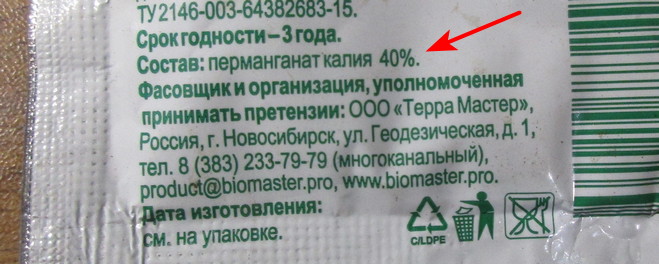 ТУ 2146-003-64382683-15.
Срок годности – 3 года.
Состав: перманганат калия 40%.
Фасовщик и организация, уполномоченная
принимать претензии: ООО «Терра Мастер»,
Россия, г. Новосибирск, ул. Геодезическая, д. 1,
тел. 8 (383) 233-79-79 (многоканальный),
product@biomaster.pro, www.biomaster.pro.
Дата изготовления:
см. на упаковке.
C/LDPE